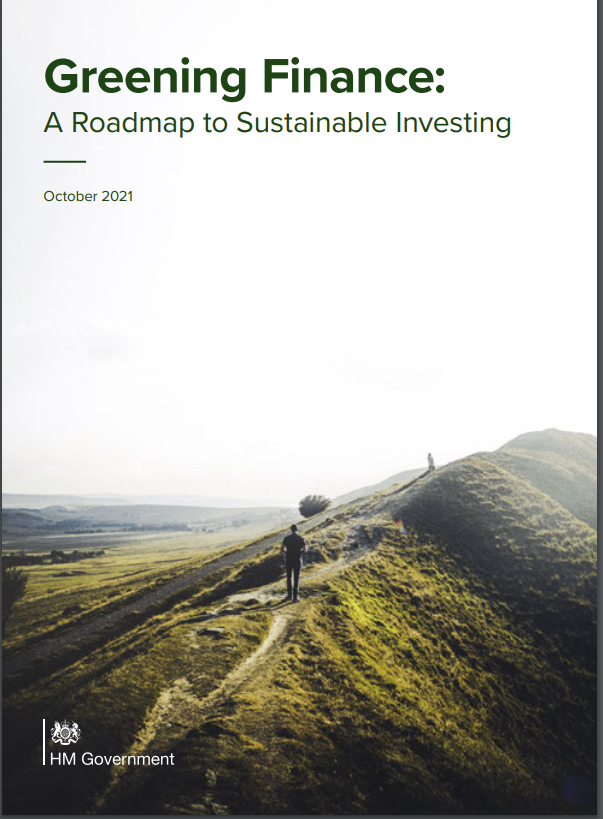 Greening Finance:
A Roadmap to Sustainable Investing
October 2021
HM Government